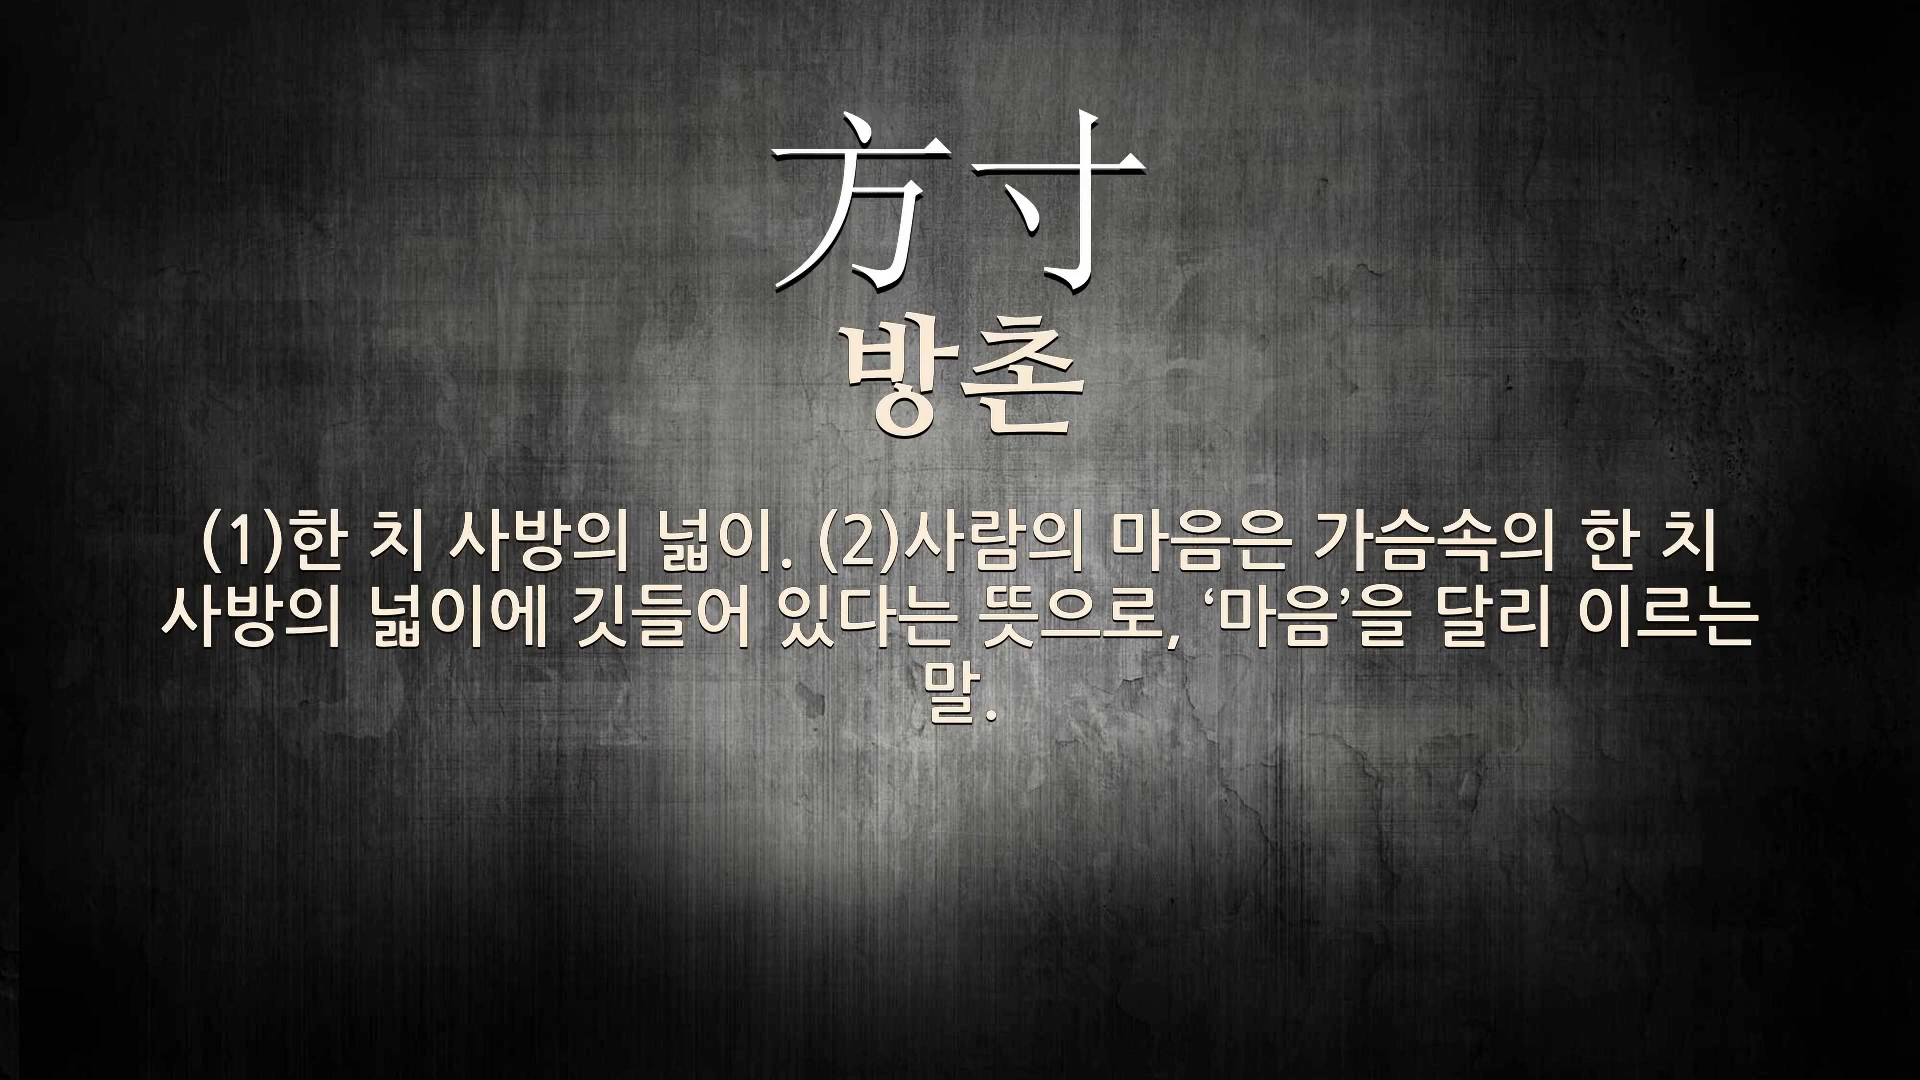 方寸
방촌
(1)한 치 사방의 넓이. (2)사람의 마음은 가슴속의 한 치
사방의 넓이에 깃들어 있다는 뜻으로, ‘마음’을 달리 이르는
말.